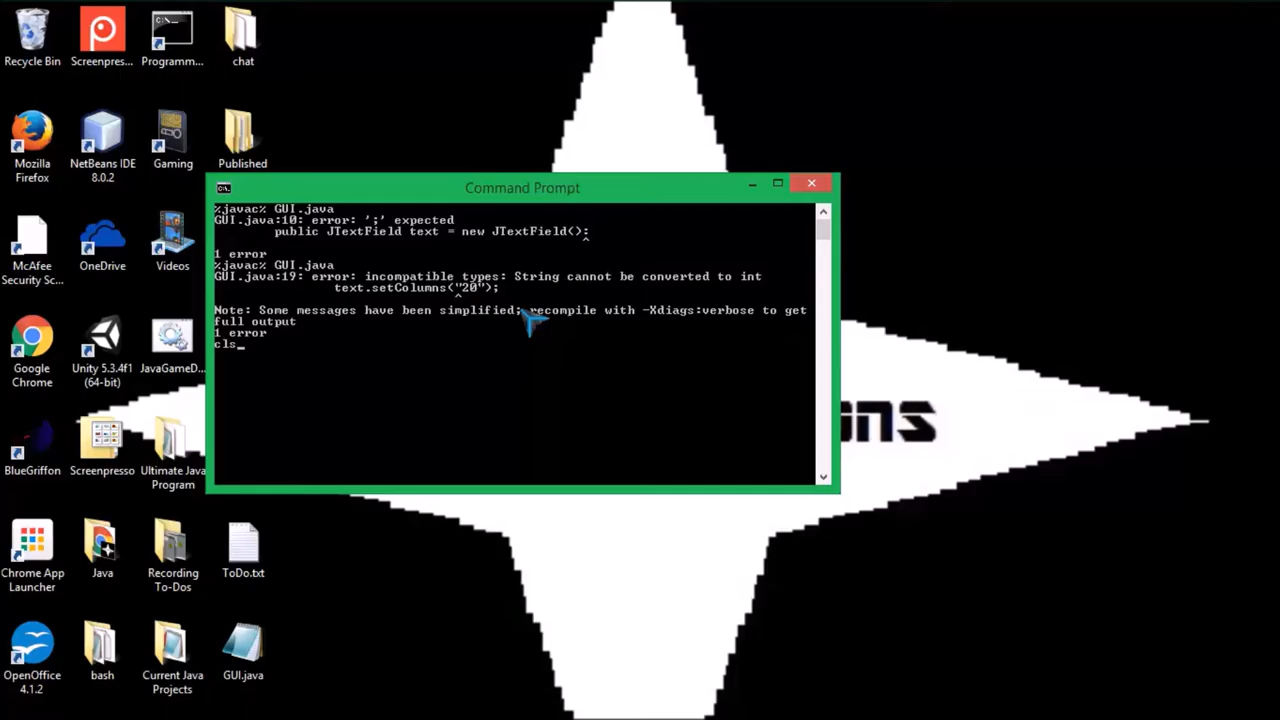 Recycle Bin
Screenpres...
Programm...
chat
Mozilla
Firefox
NetBeans IDE
8.0.2
Gaming
Published
McAfee
Security Sc...
OneDrive
Videos
Google
Chrome
Unity 5.3.4f1
(64-bit)
JavaGameD...
BlueGriffon
Screenpresso
Ultimate Java
Program
Chrome App
Launcher
Java
Recording
To-Dos
ToDo.txt
OpenOffice
4.1.2
bash
Current Java
Projects
GUI.java
Command Prompt
%javac% GUI.java
GUI.java:10: error: ';' expected
public JTextField text = new JTextField():
^
1 error
%javac% GUI.java
GUI.java:19: error: incompatible types: String cannot be converted to int
text.setColumns("20");
^
Note: Some messages have been simplified; recompile with -Xdiags:verbose to get
full output
1 error
cls_